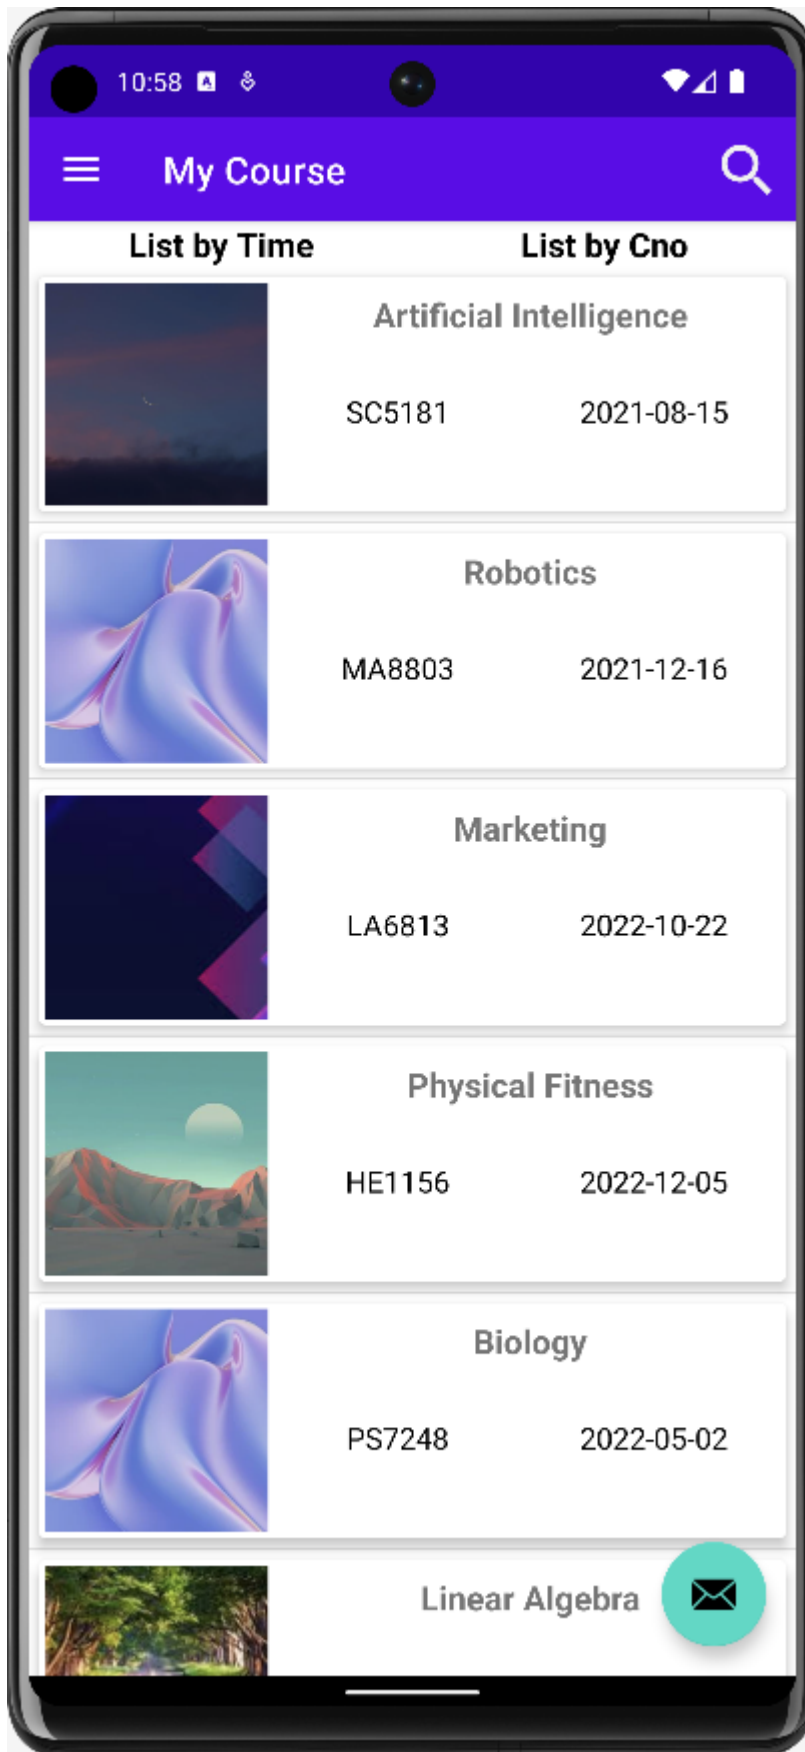 10:58
My Course
List by Time List by Cno
Artificial Intelligence
SC5181 2021-08-15
Robotics
MA8803 2021-12-16
Marketing
LA6813 2022-10-22
Physical Fitness
HE1156 2022-12-05
Biology
PS7248 2022-05-02
Linear Algebra